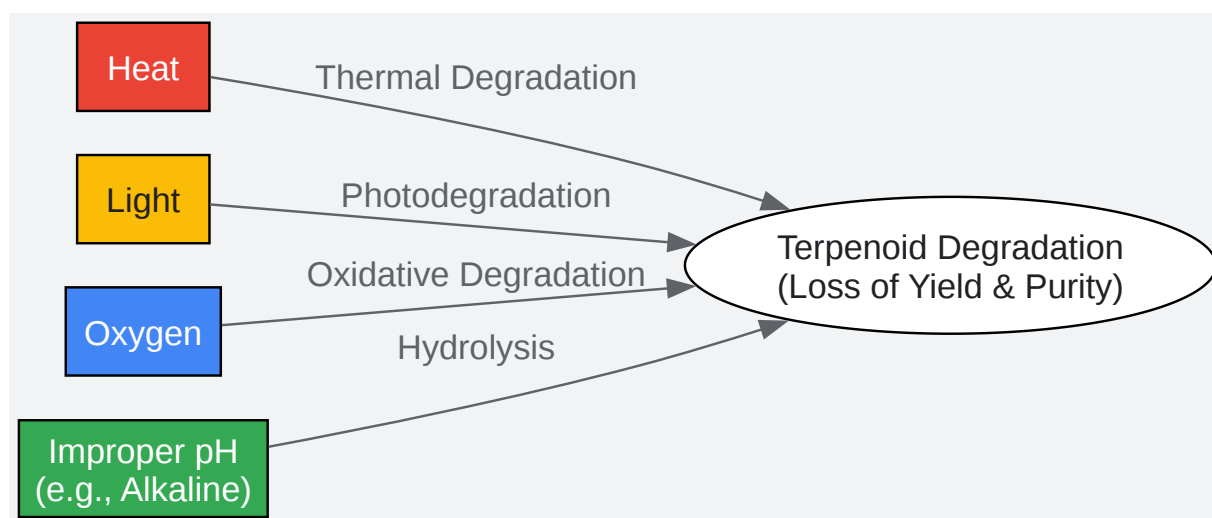 Heat
Thermal Degradation
Light
Photodegradation
Terpenoid Degradation
(Loss of Yield & Purity)
Oxidative Degradation
Oxygen
Hydrolysis
Improper pH
(e.g., Alkaline)